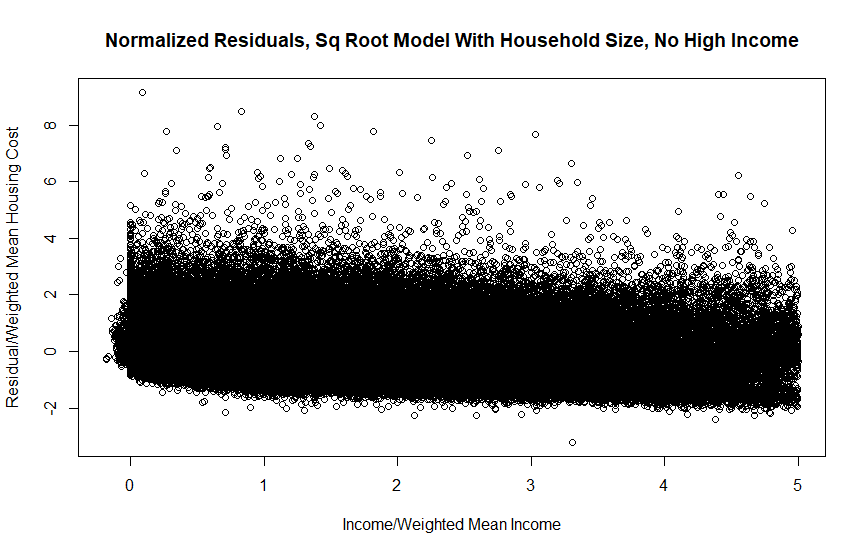 Normalized Residuals, Sq Root Model With Household Size, No High Income
Residual/Weighted Mean Housing Cost
8
6
4
2
0
-2
0 1 2 3 4 5
Income/Weighted Mean Income